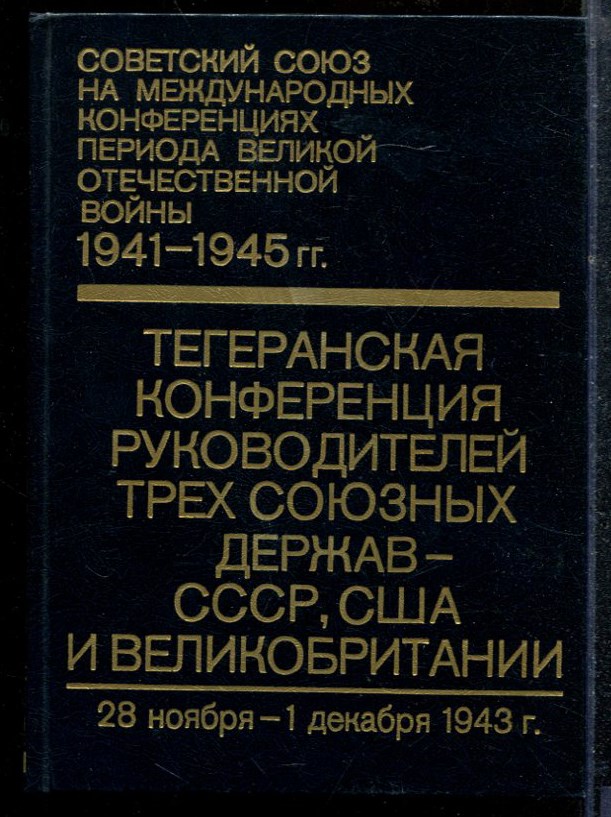 СОВЕТСКИЙ СОЮЗ
НА МЕЖДУНАРОДНЫХ
КОНФЕРЕНЦИЯХ
ПЕРИОДА ВЕЛИКОЙ
ОТЕЧЕСТВЕННОЙ
ВОЙНЫ
1941–1945 гг.
ТЕГЕРАНСКАЯ
КОНФЕРЕНЦИЯ
РУКОВОДИТЕЛЕЙ
ТРЕХ СОЮЗНЫХ
ДЕРЖАВ –
СССР, США
И ВЕЛИКОБРИТАНИИ
28 ноября – 1 декабря 1943 г.